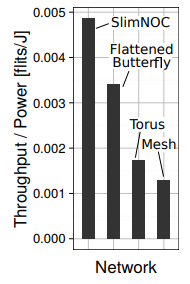 Throughput / Power [flits/J]
0.005
0.004
0.003
0.002
0.001
0.000
SlimNOC
Flattened
Butterfly
Torus
Mesh
Network